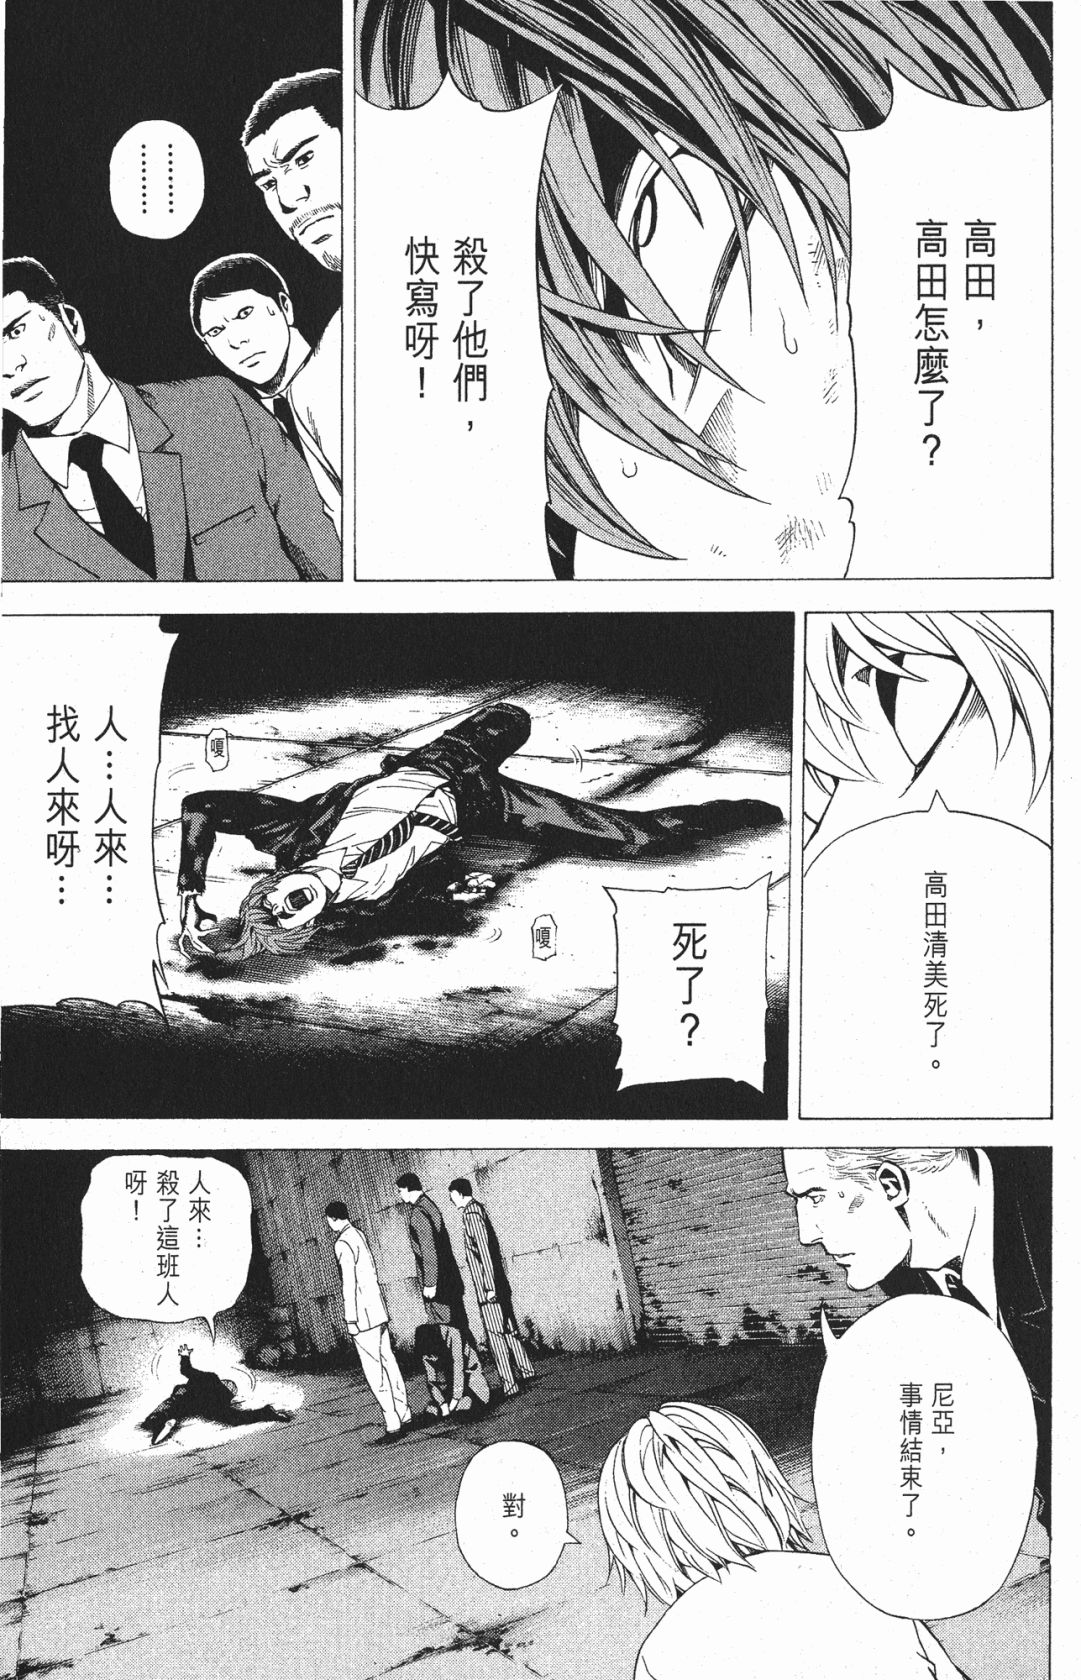 高田，
高田怎麼了？
殺了他們，
快寫呀！
………
………
高田清美死了。
死了？
嗄
嗄
人…人來…
找人來呀…
尼亞，
事情結束了。
對。
人來…
殺了這班人
呀！